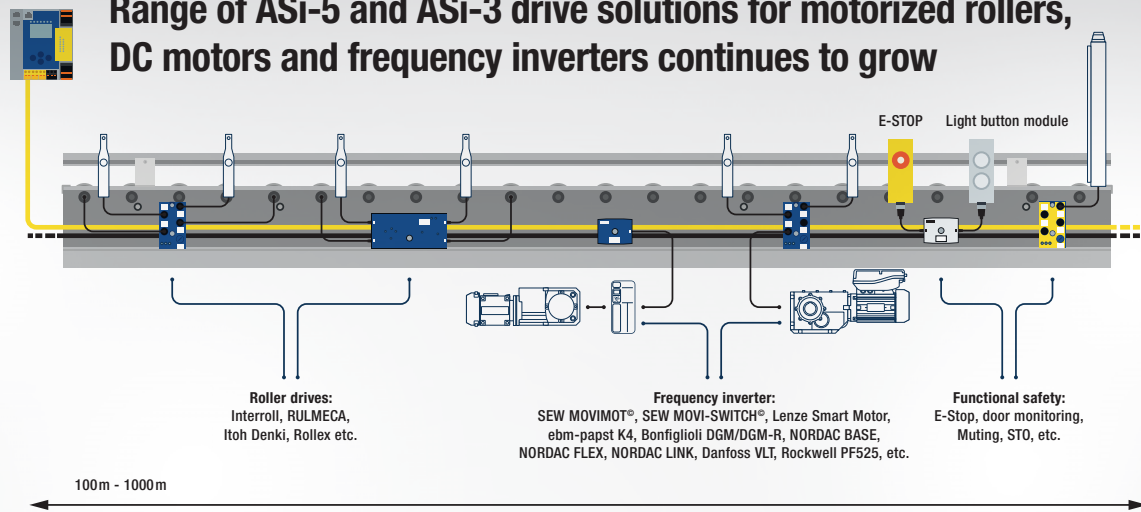 Range of ASi-5 and ASi-3 drive solutions for motorized rollers,
DC motors and frequency inverters continues to grow
E-STOP
Light button module
Roller drives:
Interroll, RULMECA,
Itoh Denki, Rollex etc.
Frequency inverter:
SEW MOVIMOT©, SEW MOVI-SWITCH©, Lenze Smart Motor,
ebm-papst K4, Bonfiglioli DGM/DGM-R, NORDAC BASE,
NORDAC FLEX, NORDAC LINK, Danfoss VLT, Rockwell PF525, etc.
Functional safety:
E-Stop, door monitoring,
Muting, STO, etc.
100m - 1000m